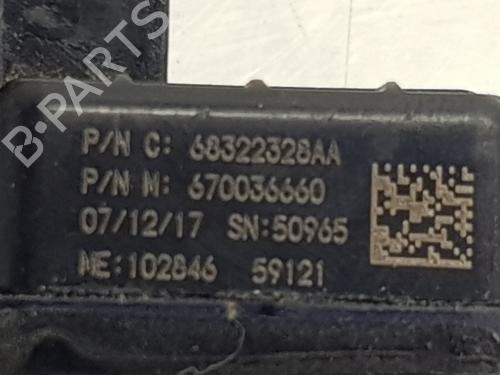 P/N C: 68322328AA
P/N M: 670036660
07/12/17 SN:50965
NE:102846 59121
B-PARTS